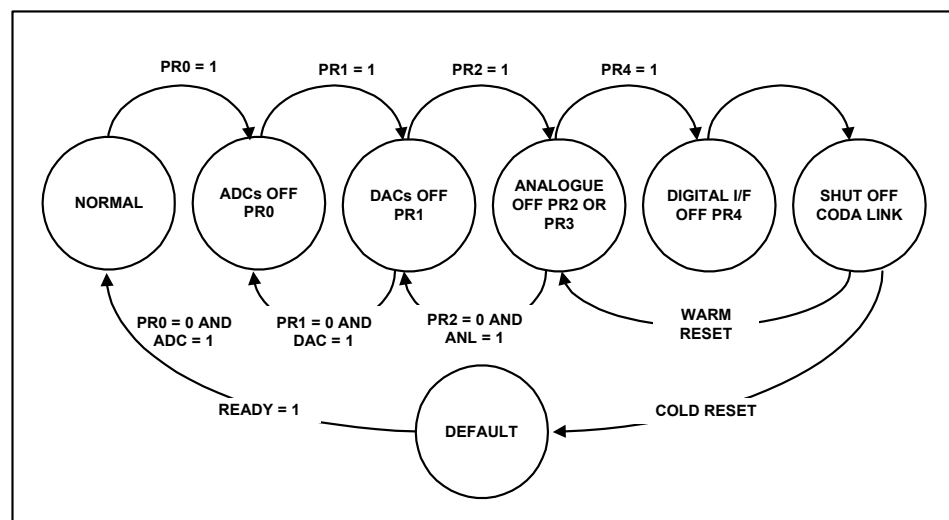 PR0 = 1
PR1 = 1
PR2 = 1
PR4 = 1
NORMAL
ADCs OFF
PR0
DACs OFF
PR1
ANALOGUE
OFF PR2 OR
PR3
DIGITAL I/F
OFF PR4
SHUT OFF
CODA LINK
PR0 = 0 AND
ADC = 1
PR1 = 0 AND
DAC = 1
PR2 = 0 AND
ANL = 1
WARM
RESET
READY = 1
DEFAULT
COLD RESET